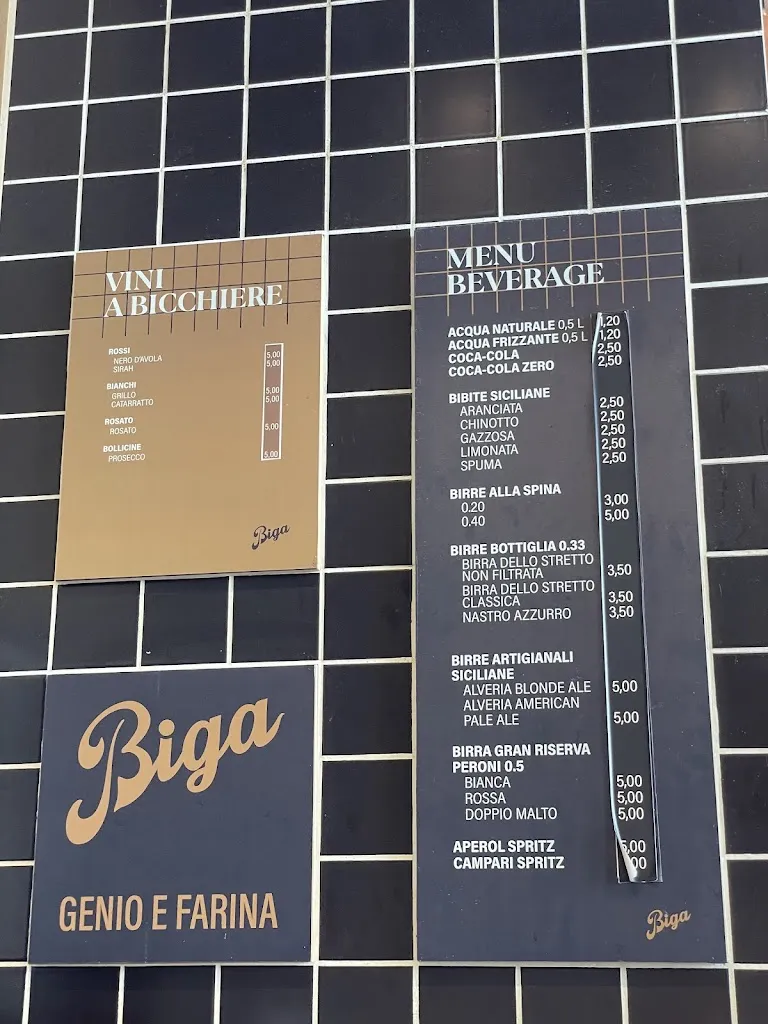 VINI
A BICCHIERE
ROSSI
NERO D'AVOLA 5,00
SIRAH 5,00
BIANCHI
GRILLO 5,00
CATARRATTO 5,00
ROSATO
ROSATO 5,00
BOLLICINE
PROSECCO 5,00
Biga
Biga
GENIO E FARINA
MENU
BEVERAGE
ACQUA NATURALE 0,5 L 1,20
ACQUA FRIZZANTE 0,5 L 1,20
COCA-COLA 2,50
COCA-COLA ZERO 2,50
BIBITE SICILIANE
ARANCIATA 2,50
CHINOTTO 2,50
GAZZOSA 2,50
LIMONATA 2,50
SPUMA 2,50
BIRRE ALLA SPINA
0.20 3,00
0.40 5,00
BIRRE BOTTIGLIA 0.33
BIRRA DELLO STRETTO
NON FILTRATA 3,50
BIRRA DELLO STRETTO
CLASSICA 3,50
NASTRO AZZURRO 3,50
BIRRE ARTIGIANALI
SICILIANE
ALVERIA BLONDE ALE 5,00
ALVERIA AMERICAN
PALE ALE 5,00
BIRRA GRAN RISERVA
PERONI 0.5
BIANCA 5,00
ROSSA 5,00
DOPPIO MALTO 5,00
APEROL SPRITZ
CAMPARI SPRITZ
Biga